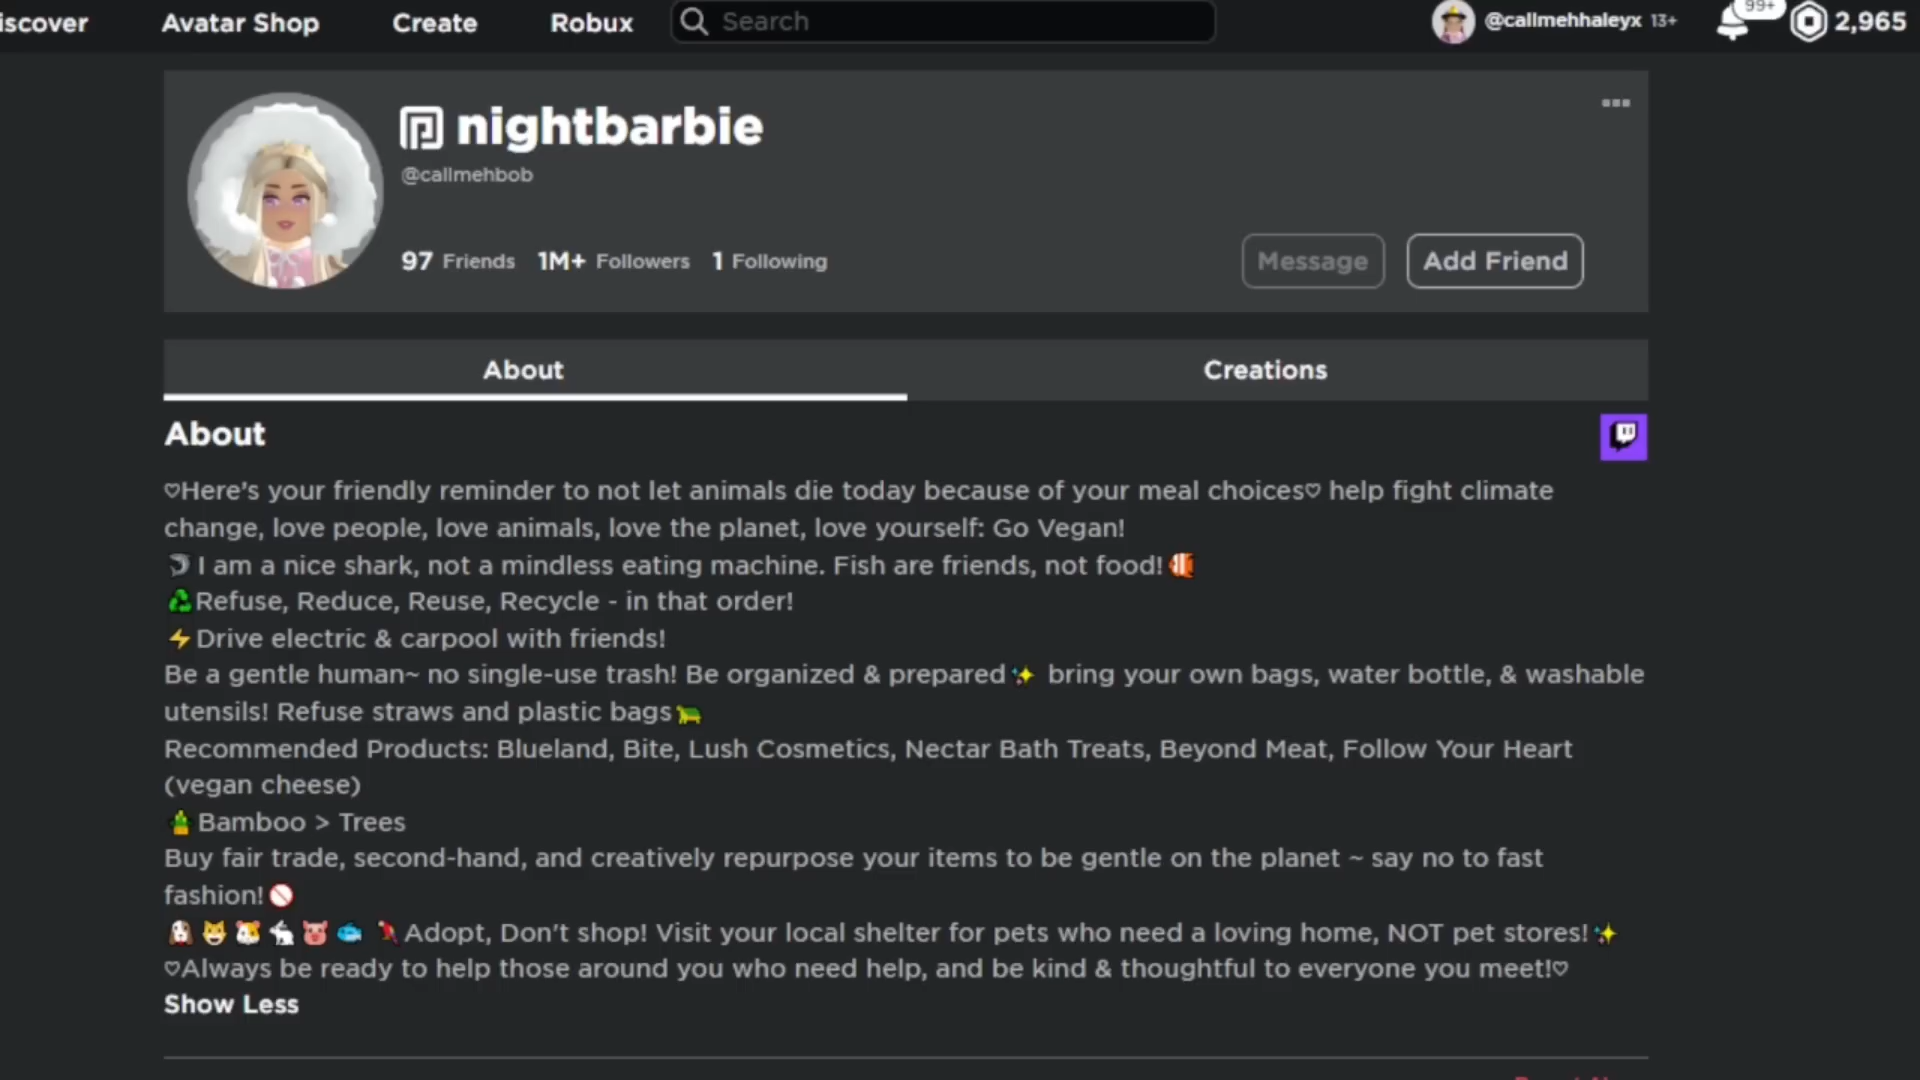 iscover Avatar Shop Create Robux Search @callmehhaleyx 13+ 99+ 2,965
nightbarbie
@callmehbob
97 Friends 1M+ Followers 1 Following Message Add Friend
About Creations
About
♡Here's your friendly reminder to not let animals die today because of your meal choices♡ help fight climate
change, love people, love animals, love the planet, love yourself: Go Vegan!
🦈I am a nice shark, not a mindless eating machine. Fish are friends, not food!🐠
♻️Refuse, Reduce, Reuse, Recycle - in that order!
⚡Drive electric & carpool with friends!
Be a gentle human~ no single-use trash! Be organized & prepared✨ bring your own bags, water bottle, & washable
utensils! Refuse straws and plastic bags🐢
Recommended Products: Blueland, Bite, Lush Cosmetics, Nectar Bath Treats, Beyond Meat, Follow Your Heart
(vegan cheese)
🎍Bamboo > Trees
Buy fair trade, second-hand, and creatively repurpose your items to be gentle on the planet ~ say no to fast
fashion!🚫
🐶😺🐹🐇🐷🐟🦜Adopt, Don't shop! Visit your local shelter for pets who need a loving home, NOT pet stores!✨
♡Always be ready to help those around you who need help, and be kind & thoughtful to everyone you meet!♡
Show Less